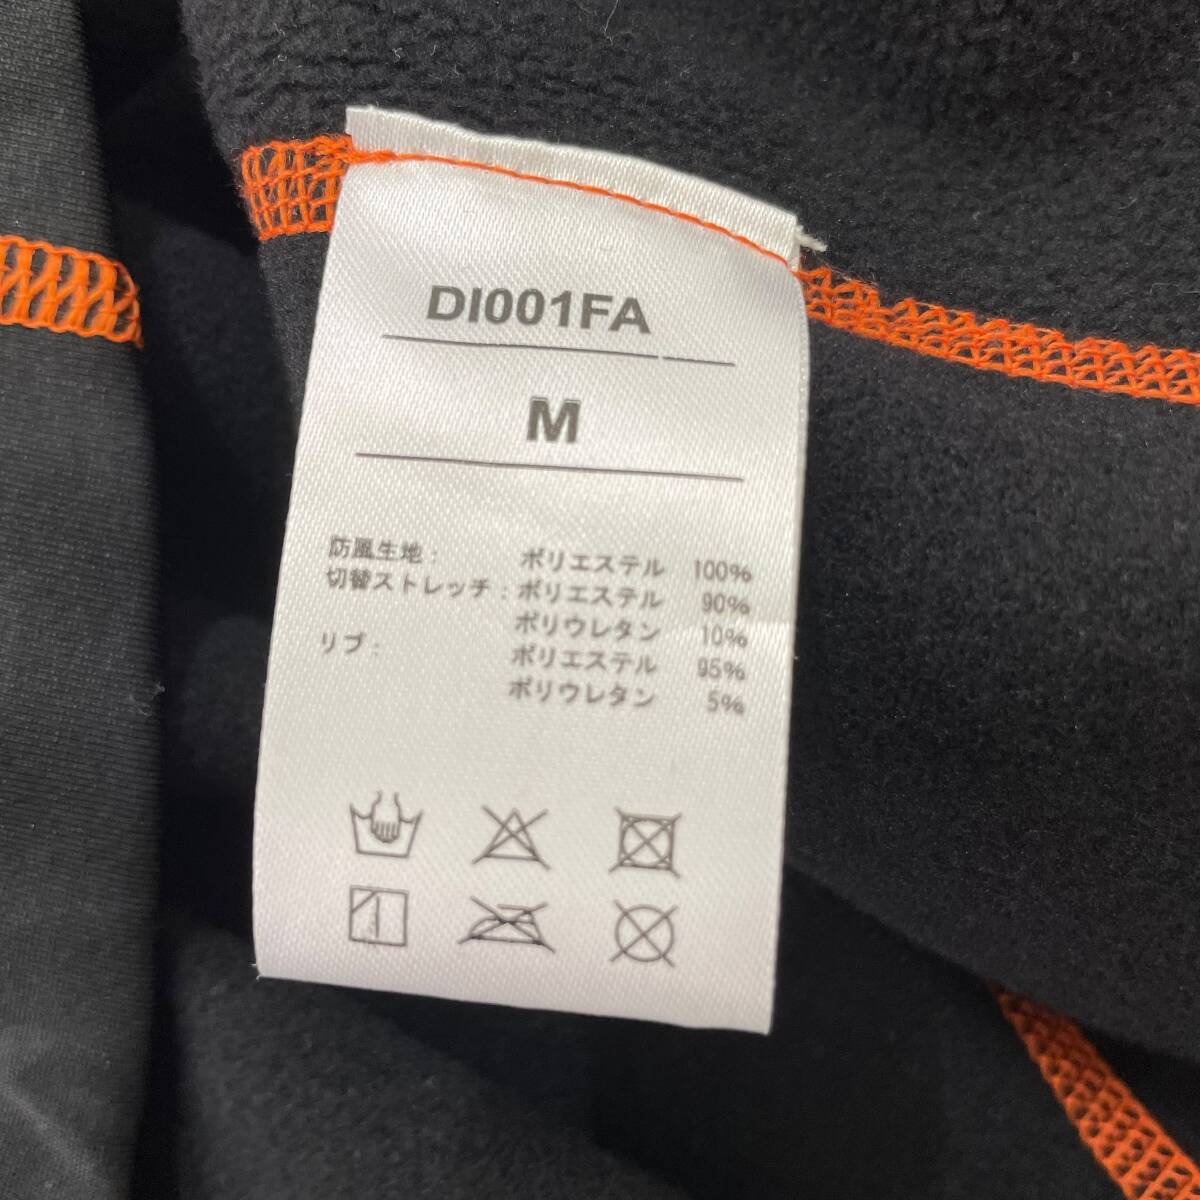 DI001FA
M
防風生地： ポリエステル 100%
切替ストレッチ：ポリエステル 90%
ポリウレタン 10%
リブ： ポリエステル 95%
ポリウレタン 5%